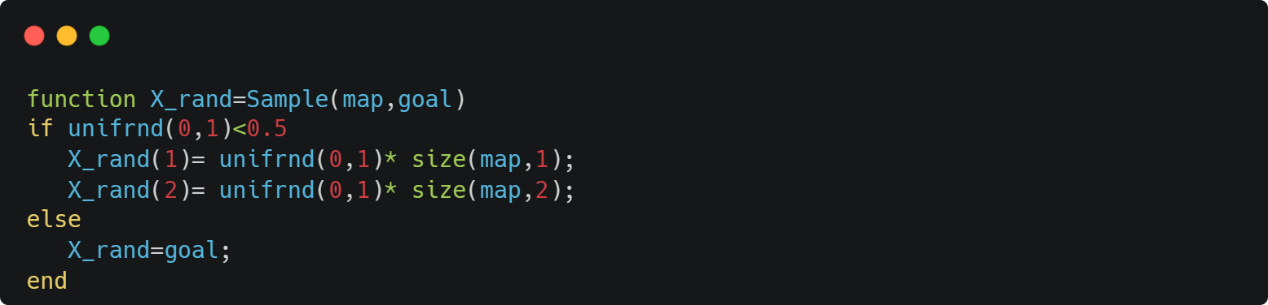 function X_rand=Sample(map,goal)
if unifrnd(0,1)<0.5
   X_rand(1)= unifrnd(0,1)* size(map,1);
   X_rand(2)= unifrnd(0,1)* size(map,2);
else
   X_rand=goal;
end